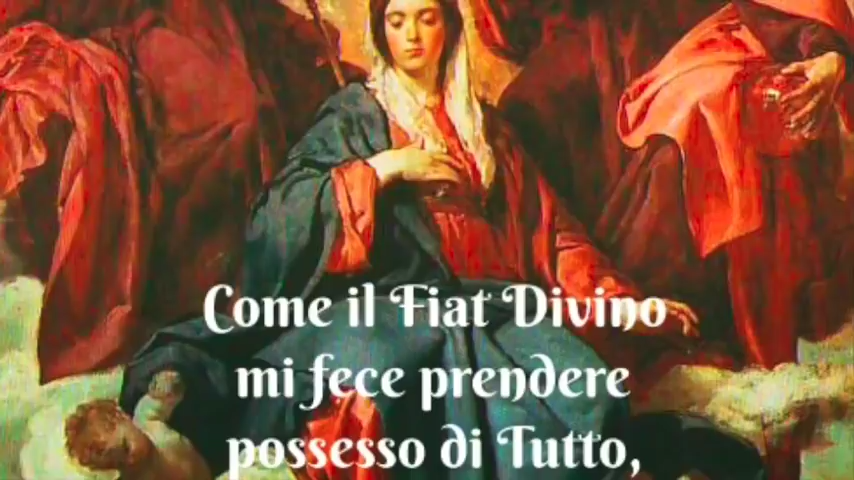 Come il Fiat Divino
mi fece prendere
possesso di Tutto,